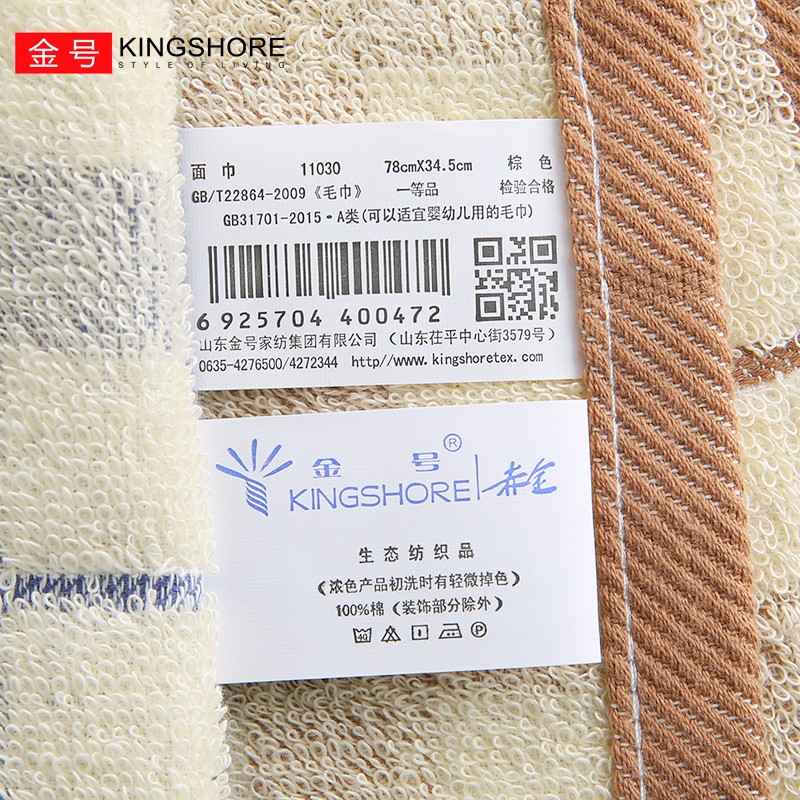 金号 KINGSHORE
STYLE OF LIVING
面巾 11030 78cmX34.5cm 棕色
GB/T22864-2009《毛巾》 一等品 检验合格
GB31701-2015·A类(可以适宜婴幼儿用的毛巾)
6 925704 400472
山东金号家纺集团有限公司（山东茌平中心街3579号）
0635-4276500/4272344 http//www.kingshoretex.com
金号®
KINGSHORE 赤金
生态纺织品
（浓色产品初洗时有轻微掉色）
100%棉（装饰部分除外）
40 P